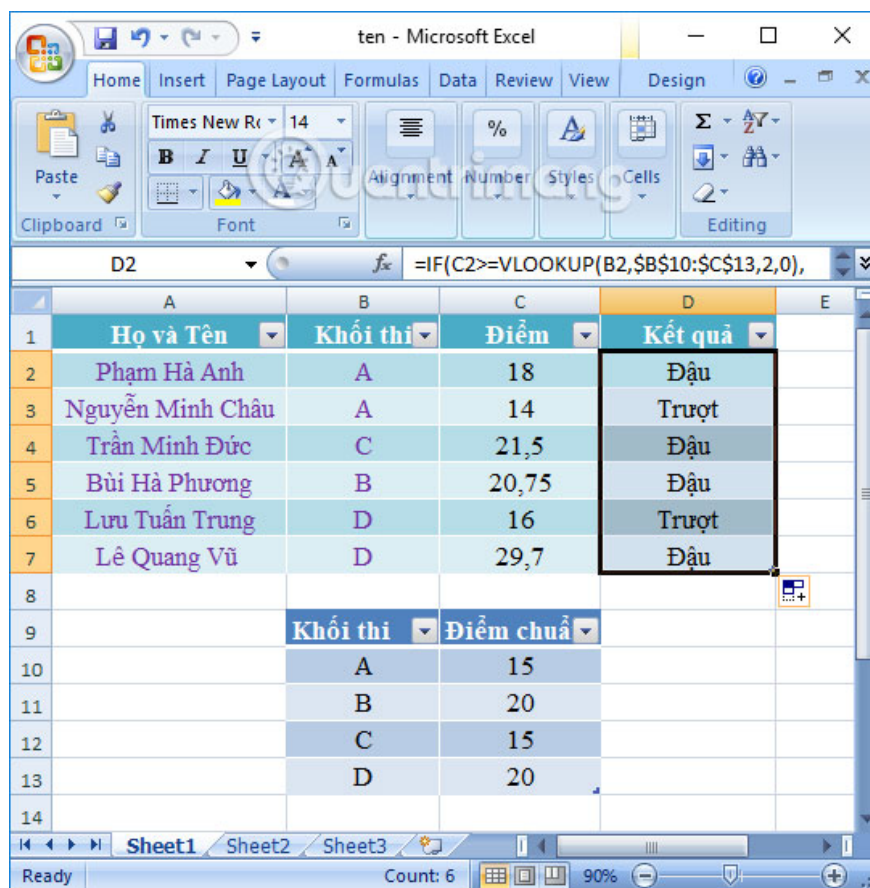 ten - Microsoft Excel
Home Insert Page Layout Formulas Data Review View Design
Times New Ro 14
B I U A A
Paste Alignment Number Styles Cells
Quantrimang
Clipboard Font Editing
D2 fx =IF(C2>=VLOOKUP(B2,$B$10:$C$13,2,0),
A B C D E
1 Họ và Tên Khối thi Điểm Kết quả
2 Phạm Hà Anh A 18 Đậu
3 Nguyễn Minh Châu A 14 Trượt
4 Trần Minh Đức C 21,5 Đậu
5 Bùi Hà Phương B 20,75 Đậu
6 Lưu Tuấn Trung D 16 Trượt
7 Lê Quang Vũ D 29,7 Đậu
8
9 Khối thi Điểm chuẩ
10 A 15
11 B 20
12 C 15
13 D 20
14
Sheet1 Sheet2 Sheet3
Ready Count: 6 90%